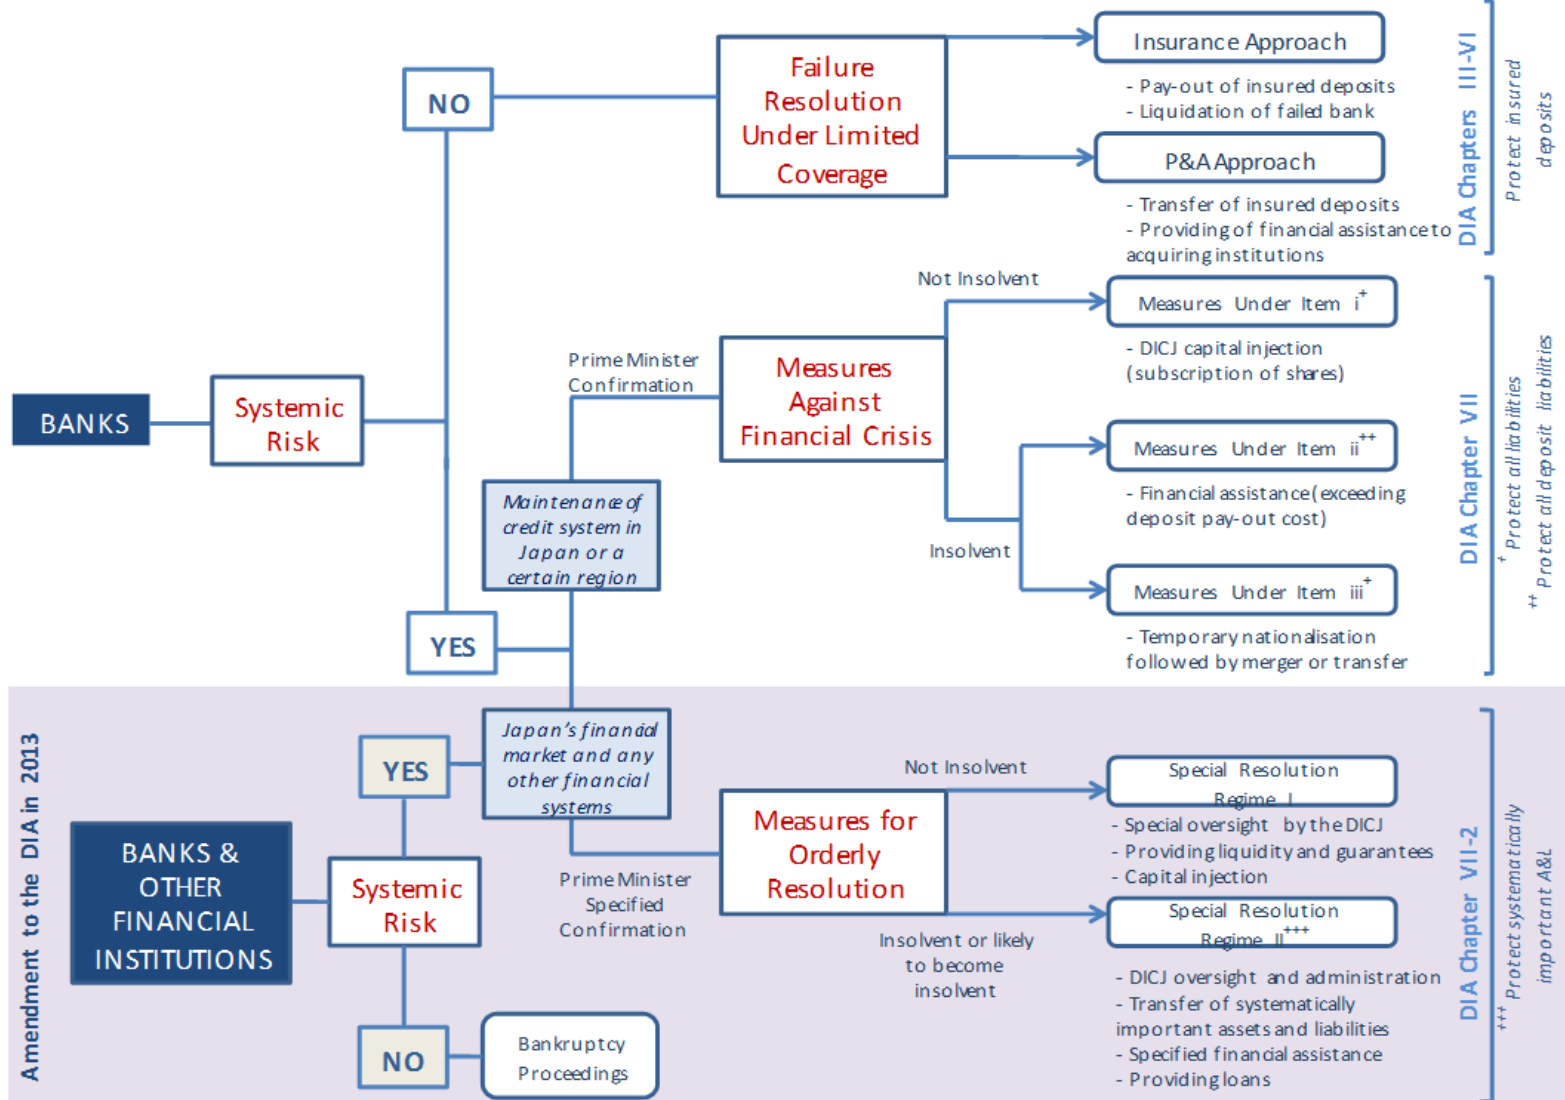 BANKS
Systemic
Risk
NO
YES
Failure
Resolution
Under Limited
Coverage
Insurance Approach
- Pay-out of insured deposits
- Liquidation of failed bank
P&A Approach
- Transfer of insured deposits
- Providing of financial assistance to
acquiring institutions
DIA Chapters III-VI
Protect insured
deposits
Maintenance of
credit system in
Japan or a
certain region
Prime Minister
Confirmation
Measures
Against
Financial Crisis
Not Insolvent
Insolvent
Measures Under Item i+
- DICJ capital injection
(subscription of shares)
Measures Under Item ii++
- Financial assistance (exceeding
deposit pay-out cost)
Measures Under Item iii+
- Temporary nationalisation
followed by merger or transfer
DIA Chapter VII
+ Protect all liabilities
++ Protect all deposit liabilities
Amendment to the DIA in 2013
BANKS &
OTHER
FINANCIAL
INSTITUTIONS
Systemic
Risk
YES
NO
Bankruptcy
Proceedings
Japan's financial
market and any
other financial
systems
Prime Minister
Specified
Confirmation
Measures for
Orderly
Resolution
Not Insolvent
Insolvent or likely
to become
insolvent
Special Resolution
Regime I
- Special oversight by the DICJ
- Providing liquidity and guarantees
- Capital injection
Special Resolution
Regime II+++
- DICJ oversight and administration
- Transfer of systematically
important assets and liabilities
- Specified financial assistance
- Providing loans
DIA Chapter VII-2
+++ Protect systematically
important A&L